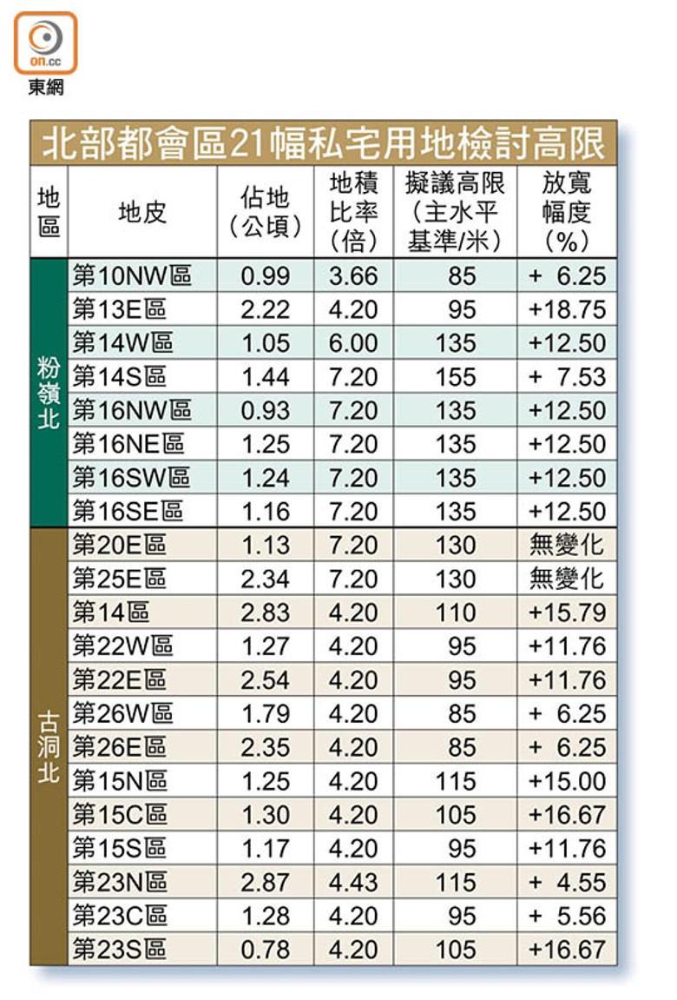 on.cc
東網
北部都會區21幅私宅用地檢討高限
地區 地皮 佔地（公頃） 地積比率（倍） 擬議高限（主水平基準/米） 放寬幅度（%）
粉嶺北
第10NW區 0.99 3.66 85 + 6.25
第13E區 2.22 4.20 95 +18.75
第14W區 1.05 6.00 135 +12.50
第14S區 1.44 7.20 155 + 7.53
第16NW區 0.93 7.20 135 +12.50
第16NE區 1.25 7.20 135 +12.50
第16SW區 1.24 7.20 135 +12.50
第16SE區 1.16 7.20 135 +12.50
古洞北
第20E區 1.13 7.20 130 無變化
第25E區 2.34 7.20 130 無變化
第14區 2.83 4.20 110 +15.79
第22W區 1.27 4.20 95 +11.76
第22E區 2.54 4.20 95 +11.76
第26W區 1.79 4.20 85 + 6.25
第26E區 2.35 4.20 85 + 6.25
第15N區 1.25 4.20 115 +15.00
第15C區 1.30 4.20 105 +16.67
第15S區 1.17 4.20 95 +11.76
第23N區 2.87 4.43 115 + 4.55
第23C區 1.28 4.20 95 + 5.56
第23S區 0.78 4.20 105 +16.67